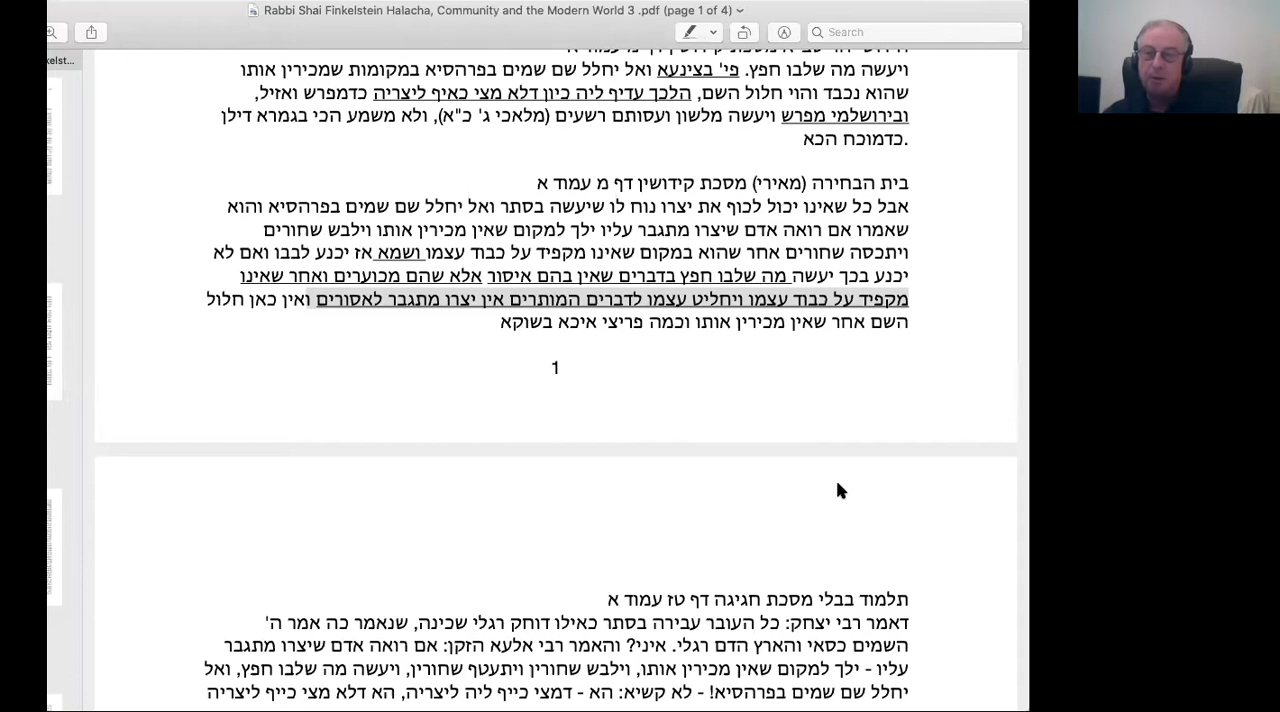 Rabbi Shai Finkelstein Halacha, Community and the Modern World 3 .pdf (page 1 of 4)
Search
kelst...
ויעשה מה שלבו חפץ. פי' בצינעא ואל יחלל שם שמים בפרהסיא במקומות שמכירין אותו
שהוא נכבד והוי חלול השם, הלכך עדיף ליה כיון דלא מצי כאיף ליצריה כדמפרש ואזיל,
ובירושלמי מפרש ויעשה מלשון ועסותם רשעים (מלאכי ג' כ"א), ולא משמע הכי בגמרא דילן
כדמוכח הכא.
בית הבחירה (מאירי) מסכת קידושין דף מ עמוד א
אבל כל שאינו יכול לכוף את יצרו נוח לו שיעשה בסתר ואל יחלל שם שמים בפרהסיא והוא
שאמרו אם רואה אדם שיצרו מתגבר עליו ילך למקום שאין מכירין אותו וילבש שחורים
ויתכסה שחורים אחר שהוא במקום שאינו מקפיד על כבוד עצמו ושמא אז יכנע לבבו ואם לא
יכנע בכך יעשה מה שלבו חפץ בדברים שאין בהם איסור אלא שהם מכוערים ואחר שאינו
מקפיד על כבוד עצמו ויחליט עצמו לדברים המותרים אין יצרו מתגבר לאסורים ואין כאן חלול
השם אחר שאין מכירין אותו וכמה פריצי איכא בשוקא
1
תלמוד בבלי מסכת חגיגה דף טז עמוד א
דאמר רבי יצחק: כל העובר עבירה בסתר כאילו דוחק רגלי שכינה, שנאמר כה אמר ה'
השמים כסאי והארץ הדם רגלי. איני? והאמר רבי אלעא הזקן: אם רואה אדם שיצרו מתגבר
עליו - ילך למקום שאין מכירין אותו, וילבש שחורין ויתעטף שחורין, ויעשה מה שלבו חפץ, ואל
יחלל שם שמים בפרהסיא! - לא קשיא: הא - דמצי כייף ליה ליצריה, הא דלא מצי כייף ליצריה